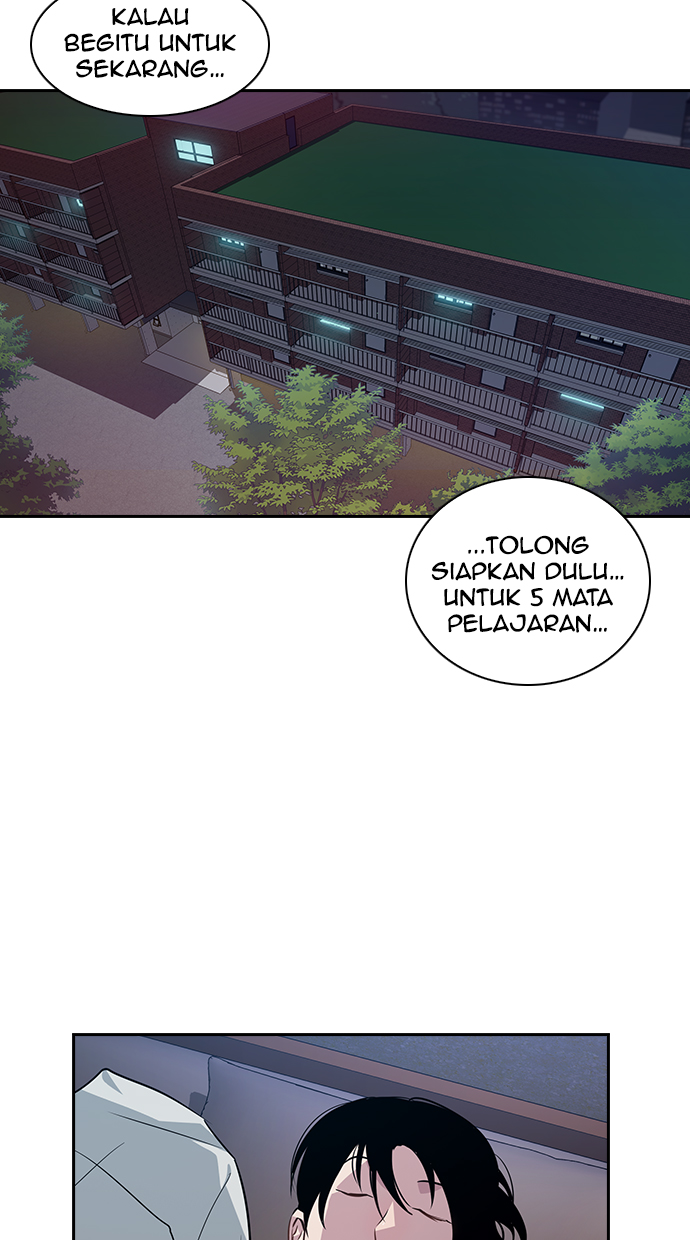 KALAU
BEGITU UNTUK
SEKARANG...
...TOLONG
SIAPKAN DULU...
UNTUK 5 MATA
PELAJARAN...